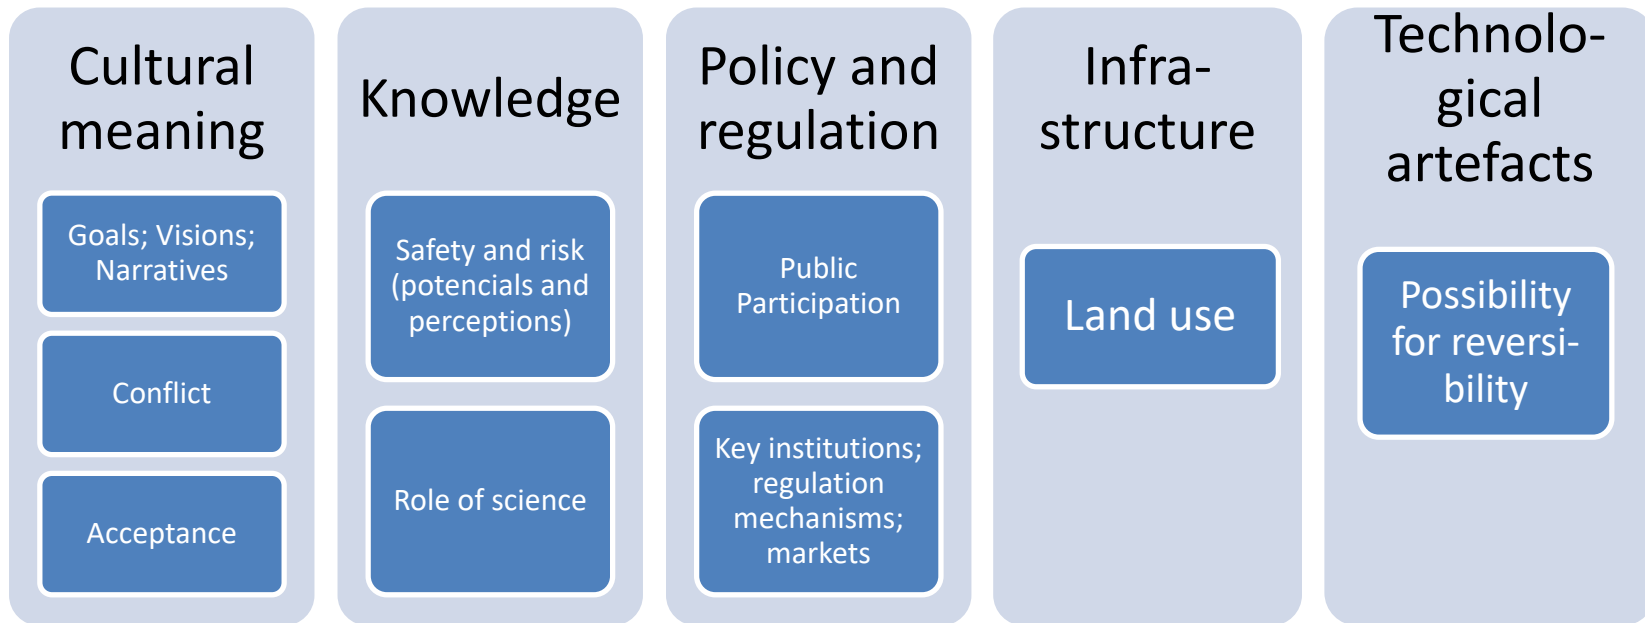 Cultural
meaning
Goals; Visions;
Narratives
Conflict
Acceptance
Knowledge
Safety and risk
(potencials and
perceptions)
Role of science
Policy and
regulation
Public
Participation
Key institutions;
regulation
mechanisms;
markets
Infra-
structure
Land use
Technolo-
gical
artefacts
Possibility
for reversi-
bility